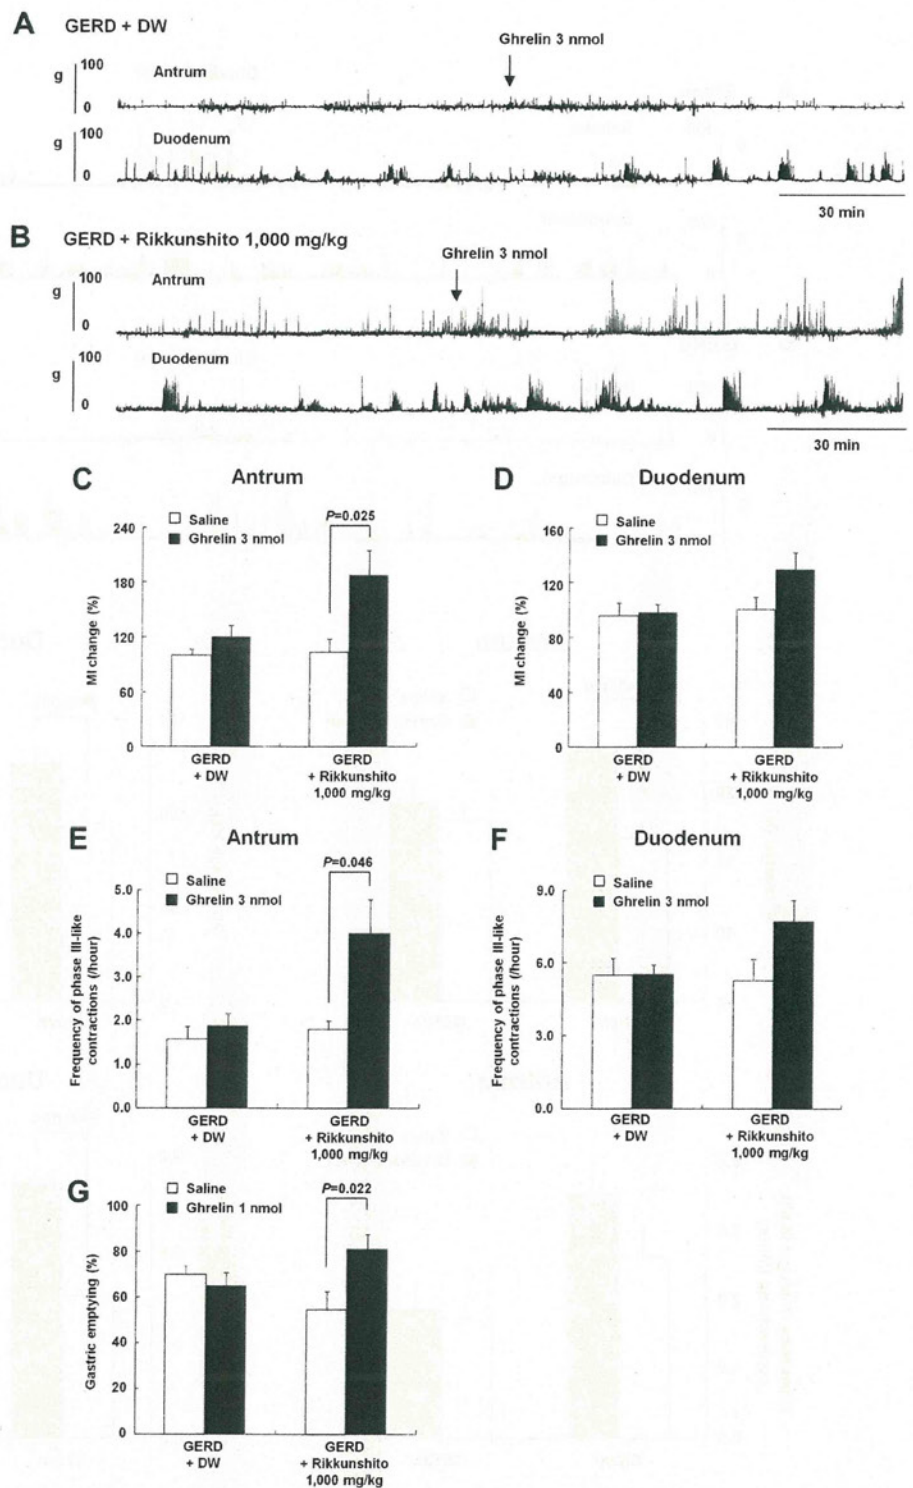 A GERD + DW
Ghrelin 3 nmol
g 100 0 Antrum
g 100 0 Duodenum
30 min
B GERD + Rikkunshito 1,000 mg/kg
Ghrelin 3 nmol
g 100 0 Antrum
g 100 0 Duodenum
30 min
C Antrum
Saline
Ghrelin 3 nmol
P=0.025
MI change (%)
240
180
120
60
0
GERD + DW
GERD + Rikkunshito 1,000 mg/kg
D Duodenum
Saline
Ghrelin 3 nmol
MI change (%)
160
120
80
40
0
GERD + DW
GERD + Rikkunshito 1,000 mg/kg
E Antrum
Saline
Ghrelin 3 nmol
P=0.046
Frequency of phase III-like contractions (/hour)
5.0
4.0
3.0
2.0
1.0
0.0
GERD + DW
GERD + Rikkunshito 1,000 mg/kg
F Duodenum
Saline
Ghrelin 3 nmol
Frequency of phase III-like contractions (/hour)
9.0
6.0
3.0
0.0
GERD + DW
GERD + Rikkunshito 1,000 mg/kg
G
Saline
Ghrelin 1 nmol
P=0.022
Gastric emptying (%)
100
80
60
40
20
0
GERD + DW
GERD + Rikkunshito 1,000 mg/kg